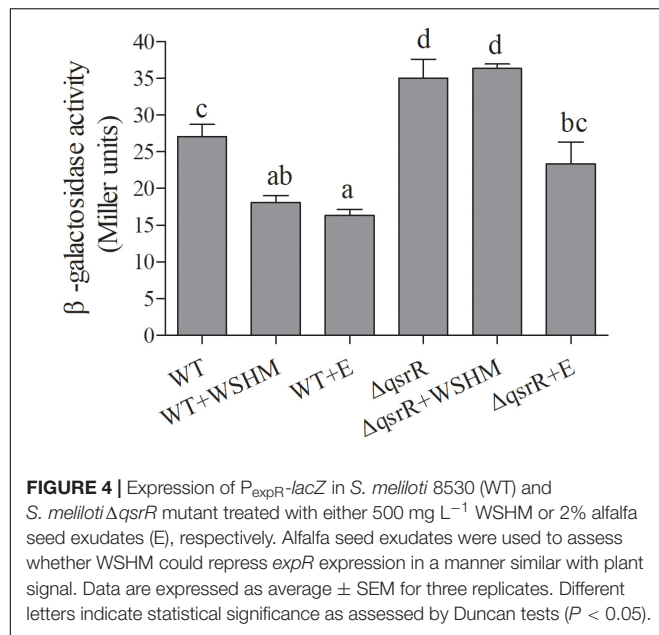 β -galactosidase activity
(Miller units)
40
35
30
25
20
15
10
5
0
c
ab
a
d
d
bc
WT
WT+WSHM
WT+E
ΔqsrR
ΔqsrR+WSHM
ΔqsrR+E
FIGURE 4 | Expression of PexpR-lacZ in S. meliloti 8530 (WT) and
S. meliloti ΔqsrR mutant treated with either 500 mg L−1 WSHM or 2% alfalfa
seed exudates (E), respectively. Alfalfa seed exudates were used to assess
whether WSHM could repress expR expression in a manner similar with plant
signal. Data are expressed as average ± SEM for three replicates. Different
letters indicate statistical significance as assessed by Duncan tests (P < 0.05).